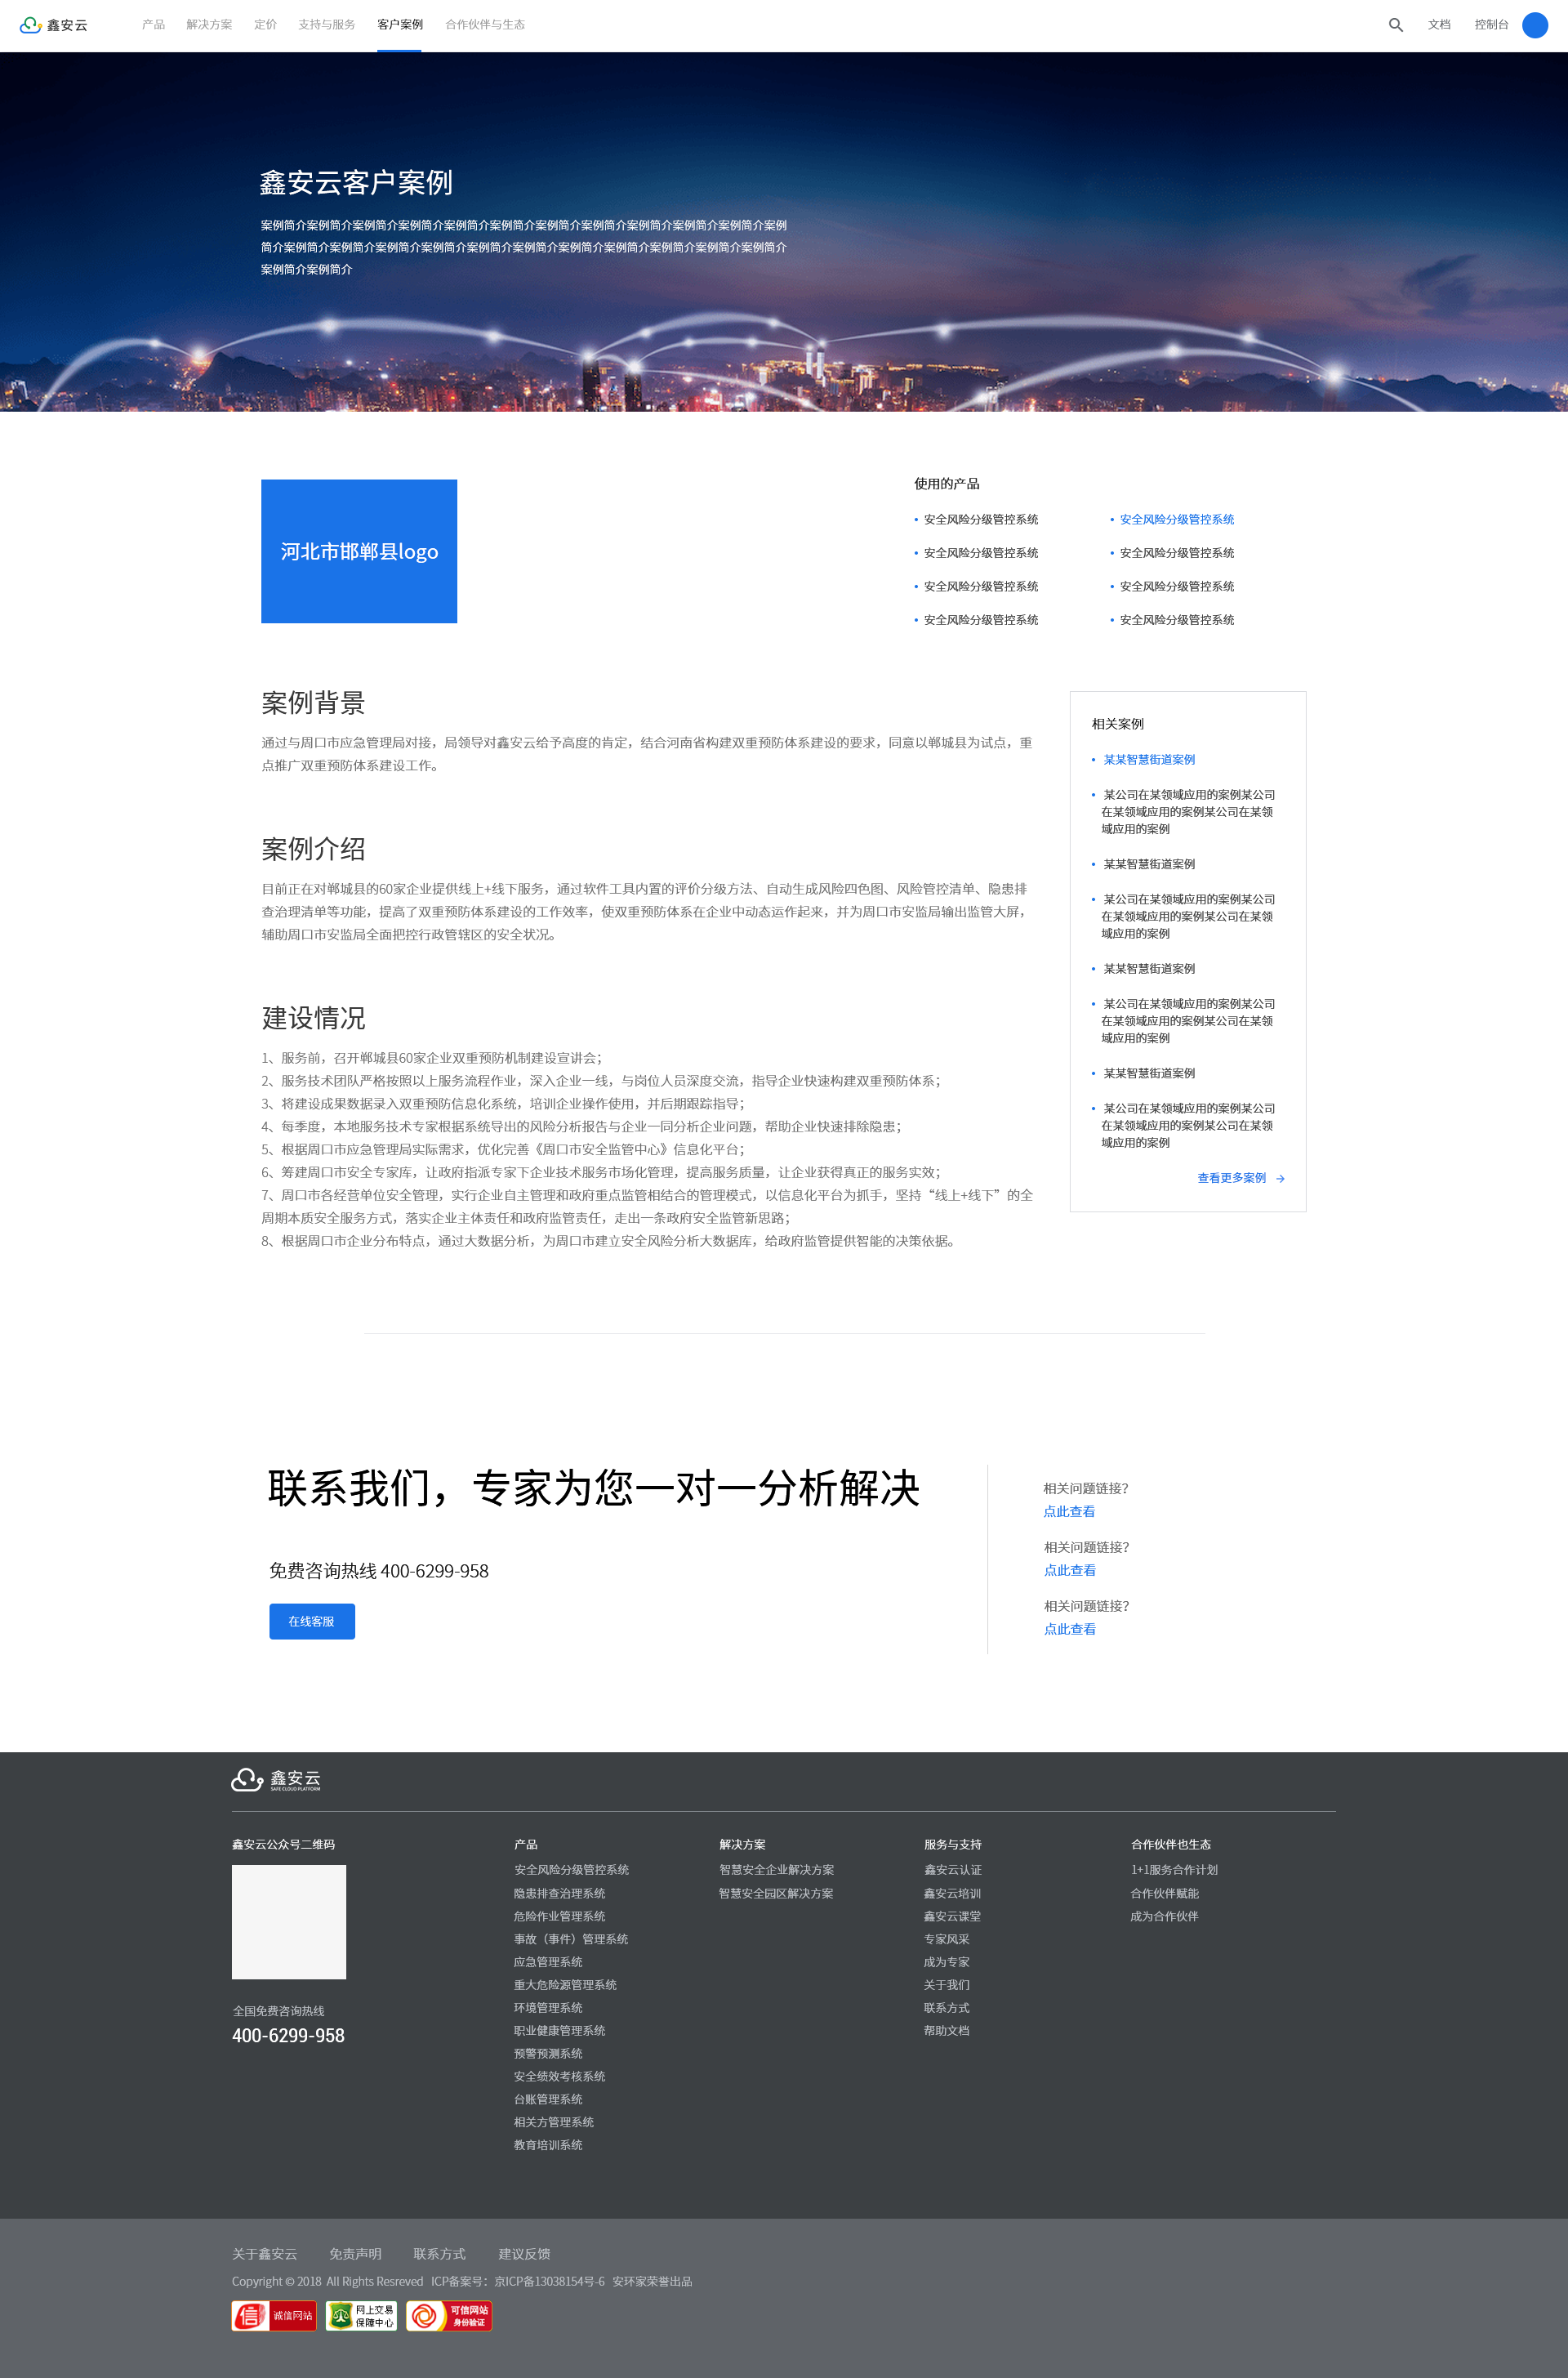 鑫安云
产品 解决方案 定价 支持与服务 客户案例 合作伙伴与生态
文档 控制台
鑫安云客户案例
案例简介案例简介案例简介案例简介案例简介案例简介案例简介案例简介案例简介案例简介案例简介案例
简介案例简介案例简介案例简介案例简介案例简介案例简介案例简介案例简介案例简介案例简介案例简介
案例简介案例简介
河北市邯郸县logo
使用的产品
安全风险分级管控系统 安全风险分级管控系统
安全风险分级管控系统 安全风险分级管控系统
安全风险分级管控系统 安全风险分级管控系统
安全风险分级管控系统 安全风险分级管控系统
案例背景
通过与周口市应急管理局对接，局领导对鑫安云给予高度的肯定，结合河南省构建双重预防体系建设的要求，同意以郸城县为试点，重
点推广双重预防体系建设工作。
案例介绍
目前正在对郸城县的60家企业提供线上+线下服务，通过软件工具内置的评价分级方法、自动生成风险四色图、风险管控清单、隐患排
查治理清单等功能，提高了双重预防体系建设的工作效率，使双重预防体系在企业中动态运作起来，并为周口市安监局输出监管大屏，
辅助周口市安监局全面把控行政管辖区的安全状况。
建设情况
1、服务前，召开郸城县60家企业双重预防机制建设宣讲会；
2、服务技术团队严格按照以上服务流程作业，深入企业一线，与岗位人员深度交流，指导企业快速构建双重预防体系；
3、将建设成果数据录入双重预防信息化系统，培训企业操作使用，并后期跟踪指导；
4、每季度，本地服务技术专家根据系统导出的风险分析报告与企业一同分析企业问题，帮助企业快速排除隐患；
5、根据周口市应急管理局实际需求，优化完善《周口市安全监管中心》信息化平台；
6、筹建周口市安全专家库，让政府指派专家下企业技术服务市场化管理，提高服务质量，让企业获得真正的服务实效；
7、周口市各经营单位安全管理，实行企业自主管理和政府重点监管相结合的管理模式，以信息化平台为抓手，坚持“线上+线下”的全
周期本质安全服务方式，落实企业主体责任和政府监管责任，走出一条政府安全监管新思路；
8、根据周口市企业分布特点，通过大数据分析，为周口市建立安全风险分析大数据库，给政府监管提供智能的决策依据。
相关案例
某某智慧街道案例
某公司在某领域应用的案例某公司
在某领域应用的案例某公司在某领
域应用的案例
某某智慧街道案例
某公司在某领域应用的案例某公司
在某领域应用的案例某公司在某领
域应用的案例
某某智慧街道案例
某公司在某领域应用的案例某公司
在某领域应用的案例某公司在某领
域应用的案例
某某智慧街道案例
某公司在某领域应用的案例某公司
在某领域应用的案例某公司在某领
域应用的案例
查看更多案例 →
联系我们，专家为您一对一分析解决
免费咨询热线 400-6299-958
在线客服
相关问题链接？
点此查看
相关问题链接？
点此查看
相关问题链接？
点此查看
鑫安云
SAFE CLOUD PLATFORM
鑫安云公众号二维码
全国免费咨询热线
400-6299-958
产品
安全风险分级管控系统
隐患排查治理系统
危险作业管理系统
事故（事件）管理系统
应急管理系统
重大危险源管理系统
环境管理系统
职业健康管理系统
预警预测系统
安全绩效考核系统
台账管理系统
相关方管理系统
教育培训系统
解决方案
智慧安全企业解决方案
智慧安全园区解决方案
服务与支持
鑫安云认证
鑫安云培训
鑫安云课堂
专家风采
成为专家
关于我们
联系方式
帮助文档
合作伙伴也生态
1+1服务合作计划
合作伙伴赋能
成为合作伙伴
关于鑫安云 免责声明 联系方式 建议反馈
Copyright © 2018 All Rights Resreved ICP备案号：京ICP备13038154号-6 安环家荣誉出品
信 诚信网站
网上交易
保障中心
可信网站
身份验证